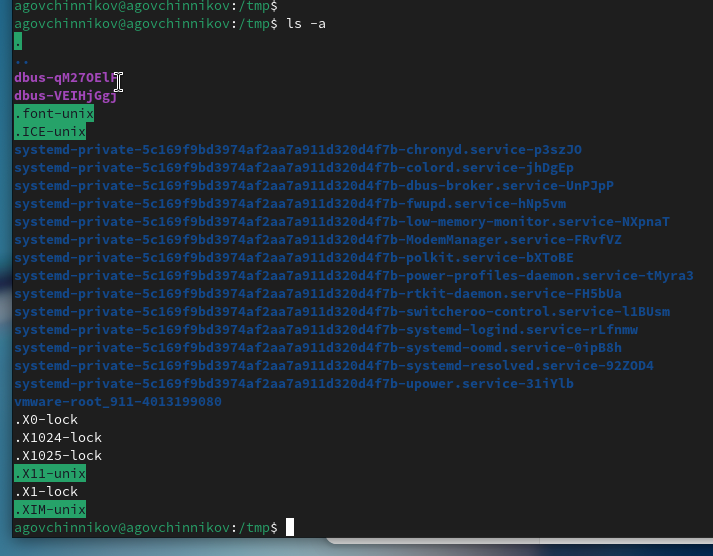 agovchinnikov@agovchinnikov:/tmp$
agovchinnikov@agovchinnikov:/tmp$ ls -a
.
..
dbus-qM27OElF
dbus-VEIHjGgj
.font-unix
.ICE-unix
systemd-private-5c169f9bd3974af2aa7a911d320d4f7b-chronyd.service-p3szJO
systemd-private-5c169f9bd3974af2aa7a911d320d4f7b-colord.service-jhDgEp
systemd-private-5c169f9bd3974af2aa7a911d320d4f7b-dbus-broker.service-UnPJpP
systemd-private-5c169f9bd3974af2aa7a911d320d4f7b-fwupd.service-hNp5vm
systemd-private-5c169f9bd3974af2aa7a911d320d4f7b-low-memory-monitor.service-NXpnaT
systemd-private-5c169f9bd3974af2aa7a911d320d4f7b-ModemManager.service-FRvfVZ
systemd-private-5c169f9bd3974af2aa7a911d320d4f7b-polkit.service-bXToBE
systemd-private-5c169f9bd3974af2aa7a911d320d4f7b-power-profiles-daemon.service-tMyra3
systemd-private-5c169f9bd3974af2aa7a911d320d4f7b-rtkit-daemon.service-FH5bUa
systemd-private-5c169f9bd3974af2aa7a911d320d4f7b-switcheroo-control.service-l1BUsm
systemd-private-5c169f9bd3974af2aa7a911d320d4f7b-systemd-logind.service-rLfnmw
systemd-private-5c169f9bd3974af2aa7a911d320d4f7b-systemd-oomd.service-0ipB8h
systemd-private-5c169f9bd3974af2aa7a911d320d4f7b-systemd-resolved.service-92ZOD4
systemd-private-5c169f9bd3974af2aa7a911d320d4f7b-upower.service-31iYlb
vmware-root_911-4013199080
.X0-lock
.X1024-lock
.X1025-lock
.X11-unix
.X1-lock
.XIM-unix
agovchinnikov@agovchinnikov:/tmp$